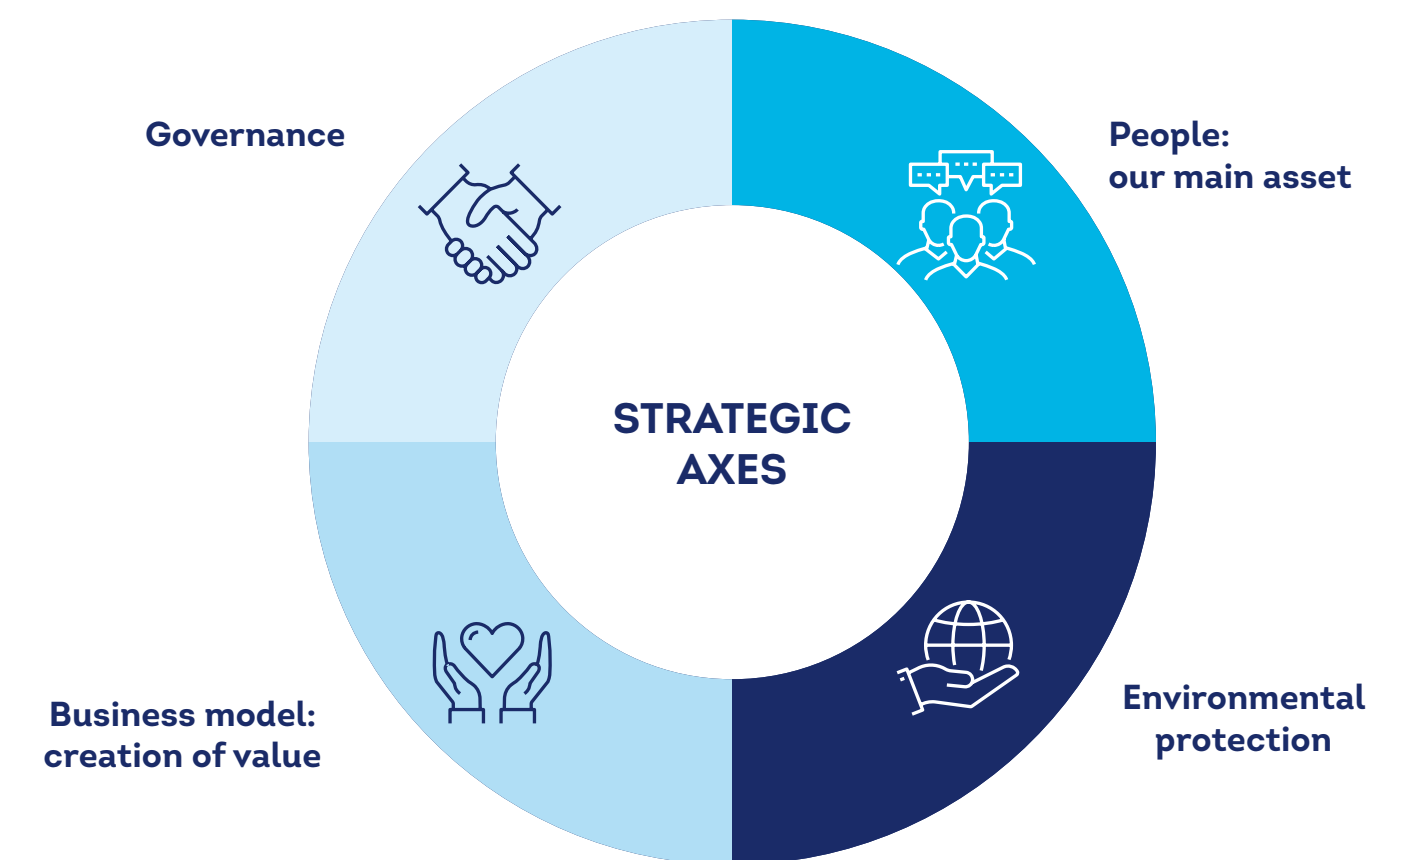 Governance
People:
our main asset
STRATEGIC
AXES
Business model:
creation of value
Environmental
protection